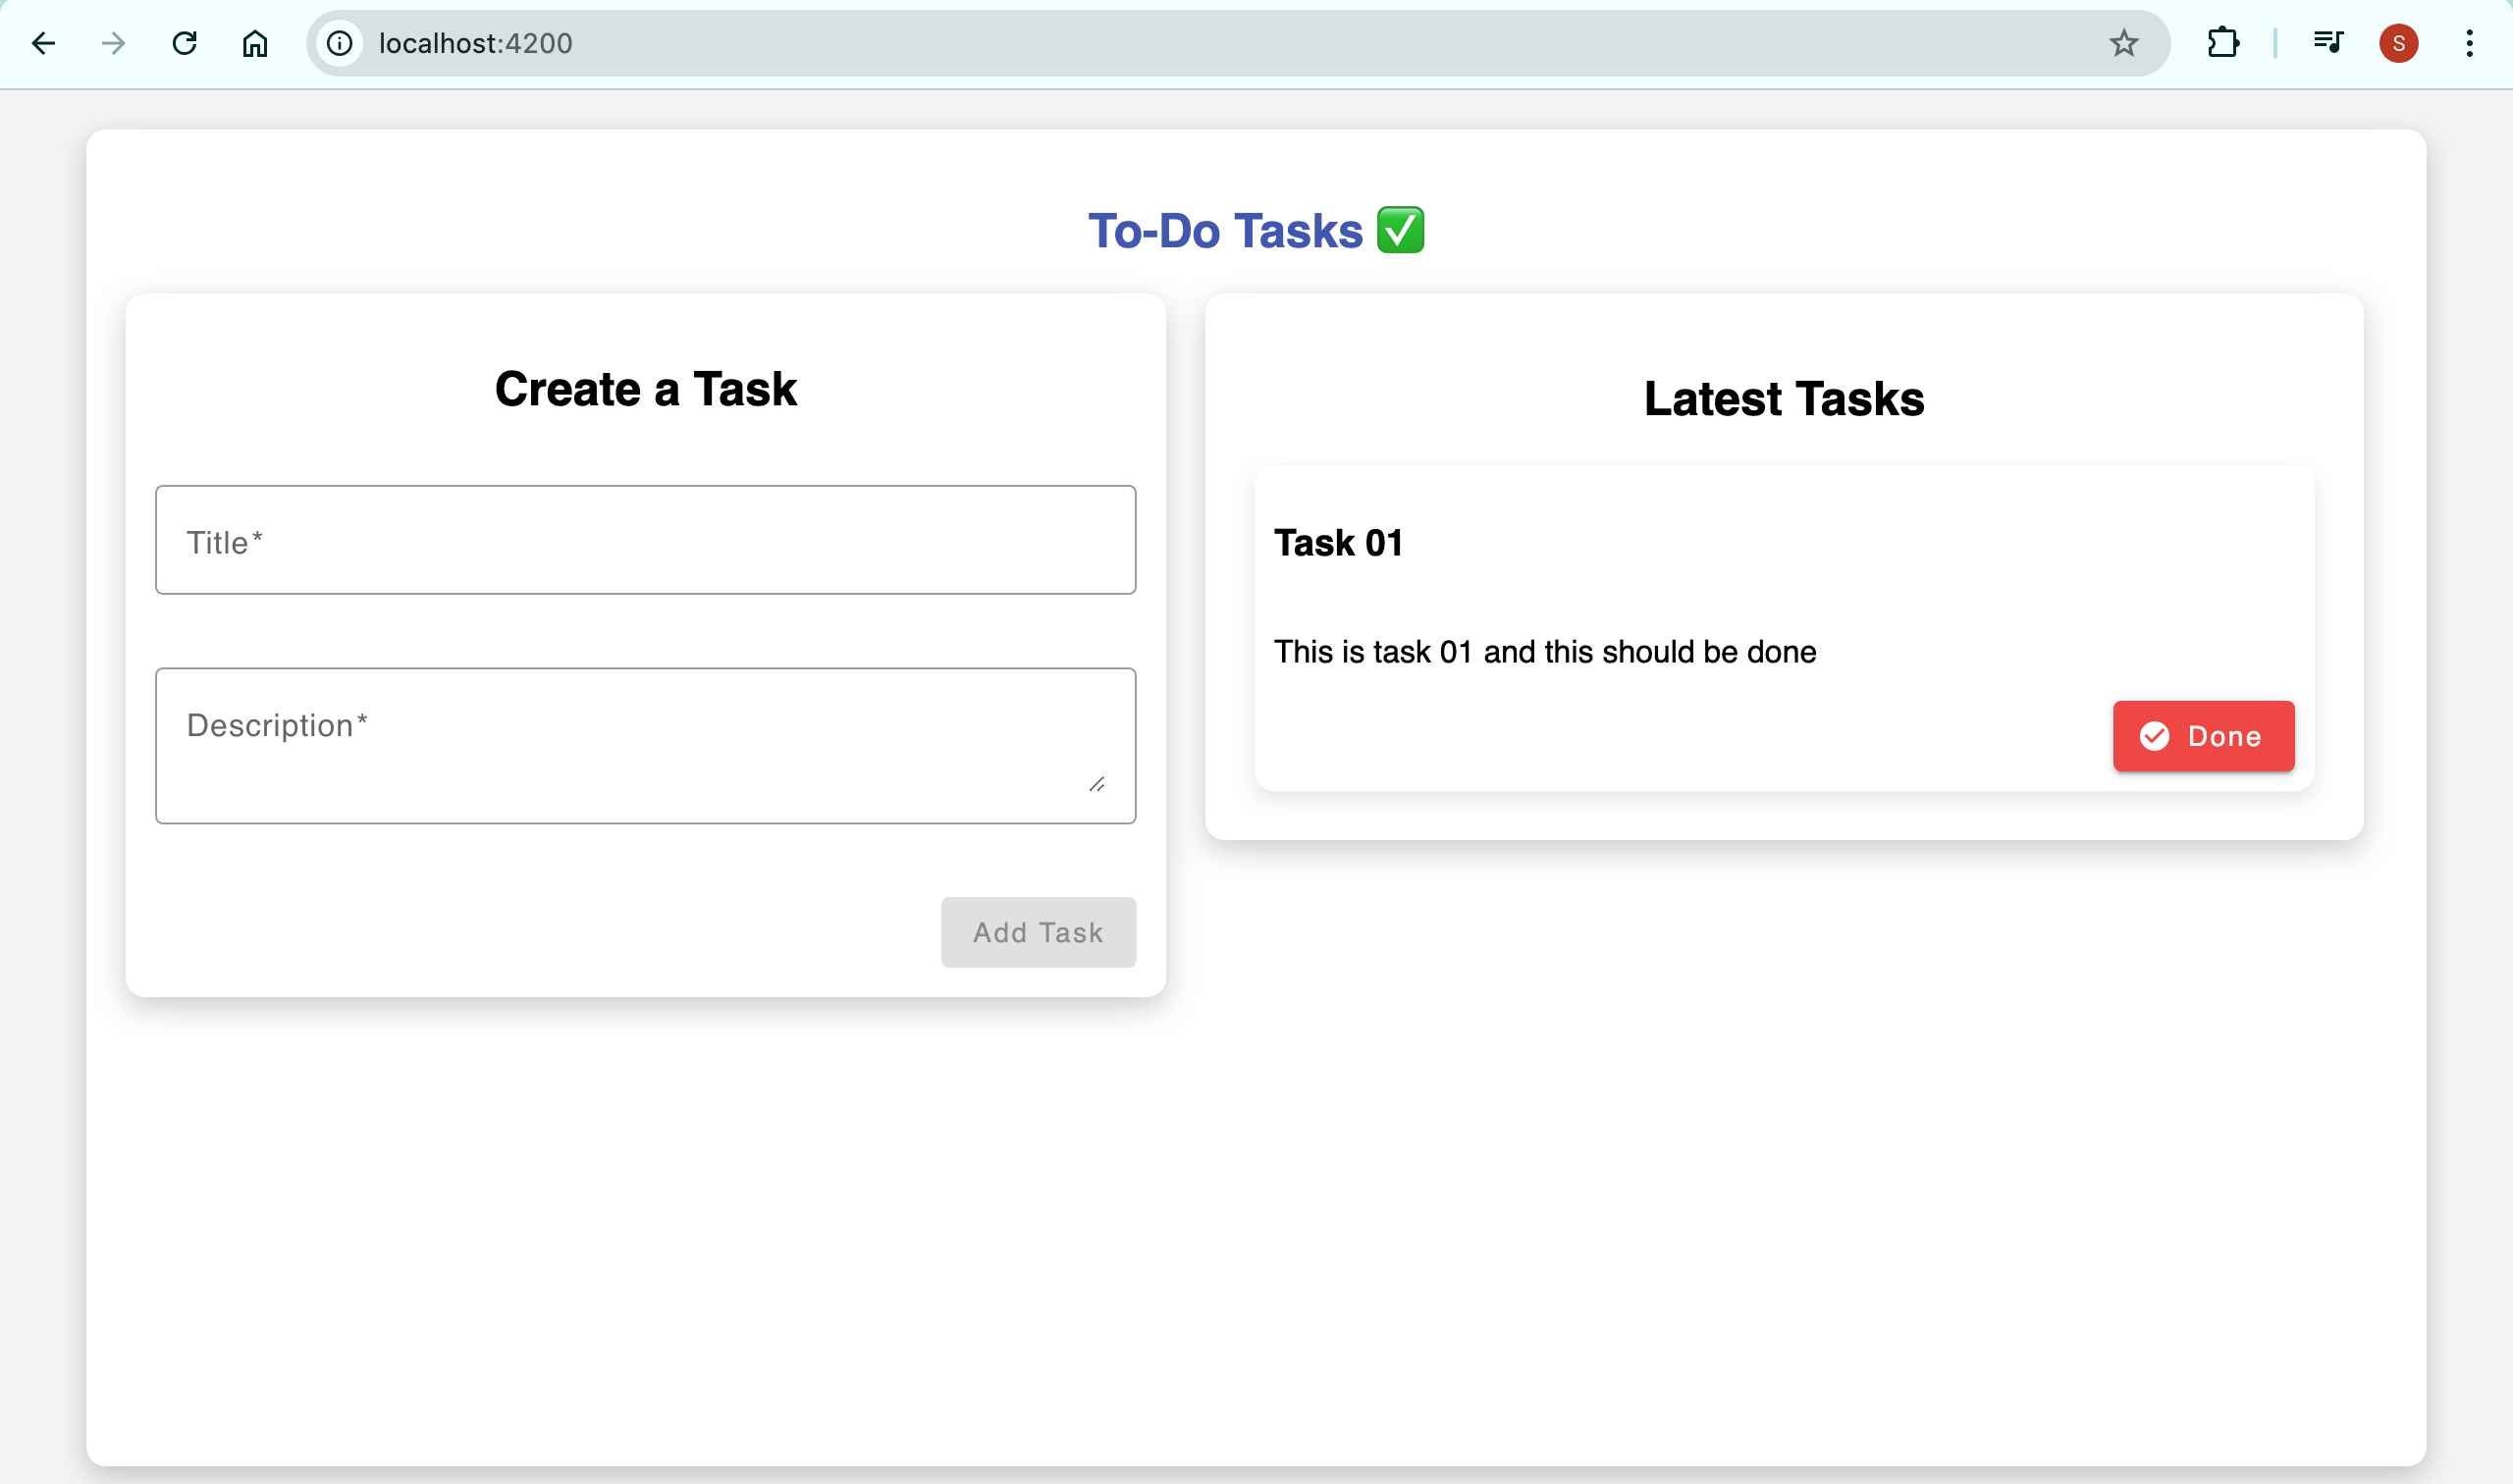 localhost:4200
S
To-Do Tasks ✅
Create a Task
Title*
Description*
Add Task
Latest Tasks
Task 01
This is task 01 and this should be done
Done